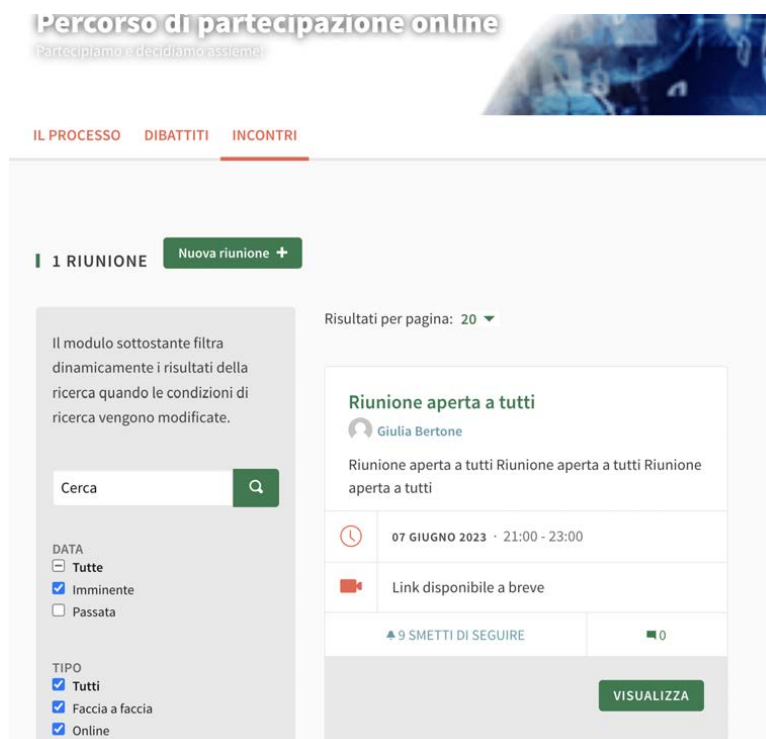 Percorso di partecipazione online
Partecipiamo e decidiamo assieme!
IL PROCESSO DIBATTITI INCONTRI
1 RIUNIONE
Nuova riunione +
Il modulo sottostante filtra
dinamicamente i risultati della
ricerca quando le condizioni di
ricerca vengono modificate.
Cerca
DATA
Tutte
Imminente
Passata
TIPO
Tutti
Faccia a faccia
Online
Risultati per pagina: 20
Riunione aperta a tutti
Giulia Bertone
Riunione aperta a tutti Riunione aperta a tutti Riunione
aperta a tutti
07 GIUGNO 2023 · 21:00 - 23:00
Link disponibile a breve
9 SMETTI DI SEGUIRE
0
VISUALIZZA